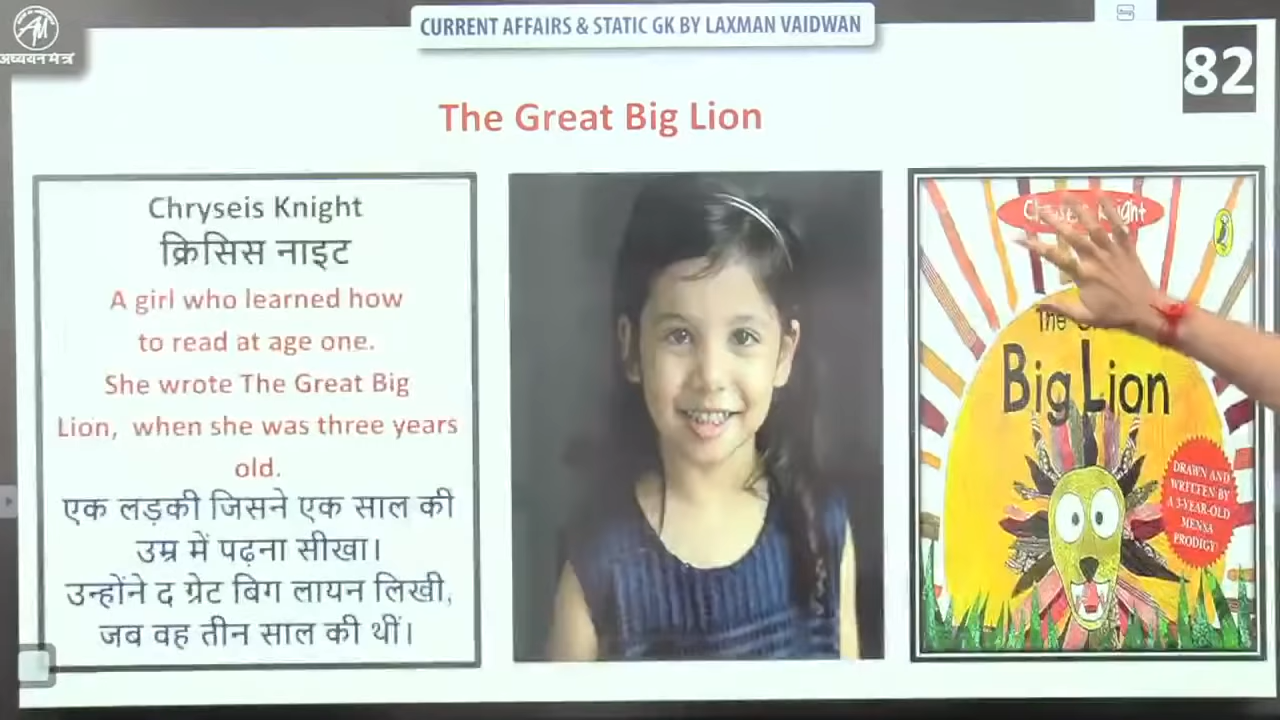 अध्ययन मंत्र
CURRENT AFFAIRS & STATIC GK BY LAXMAN VAIDWAN
82
The Great Big Lion
Chryseis Knight
क्रिसिस नाइट
A girl who learned how
to read at age one.
She wrote The Great Big
Lion, when she was three years
old.
एक लड़की जिसने एक साल की
उम्र में पढ़ना सीखा।
उन्होंने द ग्रेट बिग लायन लिखी,
जब वह तीन साल की थीं।
Knight
The
Big Lion
DRAWN AND
WRITTEN BY
A 3-YEAR-OLD
MENSA
PRODIGY!